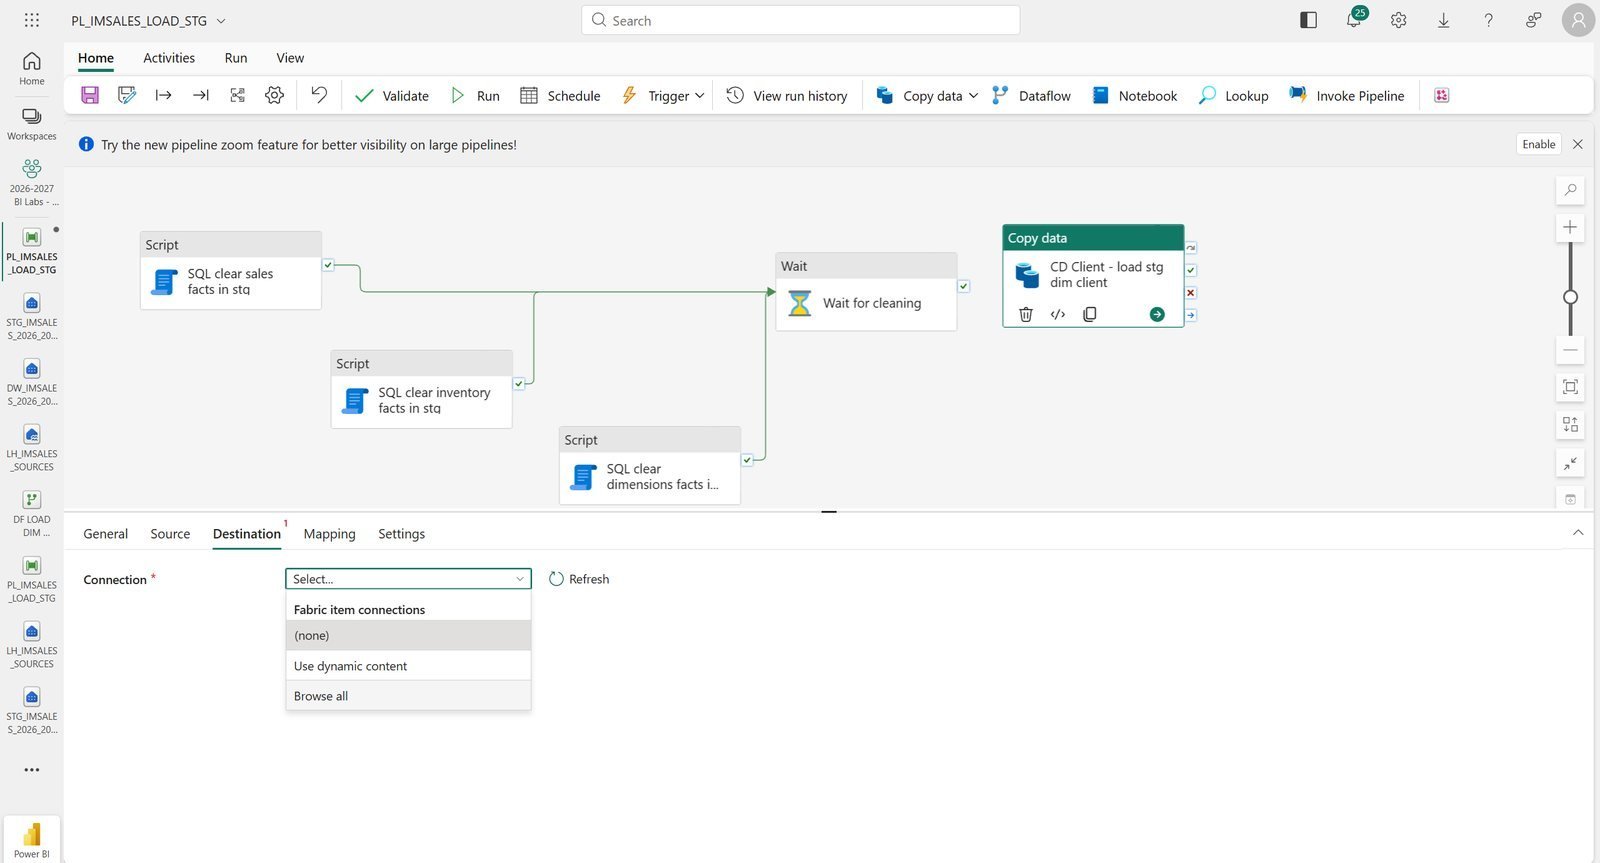 PL_IMSALES_LOAD_STG
Search
25
Home
Activities
Run
View
Validate
Run
Schedule
Trigger
View run history
Copy data
Dataflow
Notebook
Lookup
Invoke Pipeline
Try the new pipeline zoom feature for better visibility on large pipelines!
Enable
Home
Workspaces
2026-2027
BI Labs - ...
PL_IMSALES
_LOAD_STG
STG_IMSALE
S_2026_20...
DW_IMSALE
S_2026_20...
LH_IMSALES
_SOURCES
DF LOAD
DIM ...
PL_IMSALES
_LOAD_STG
LH_IMSALES
_SOURCES
STG_IMSALE
S_2026_20...
Power BI
Script
SQL clear sales
facts in stg
Script
SQL clear inventory
facts in stg
Script
SQL clear
dimensions facts i...
Wait
Wait for cleaning
Copy data
CD Client - load stg
dim client
General
Source
Destination 1
Mapping
Settings
Connection *
Select...
Refresh
Fabric item connections
(none)
Use dynamic content
Browse all